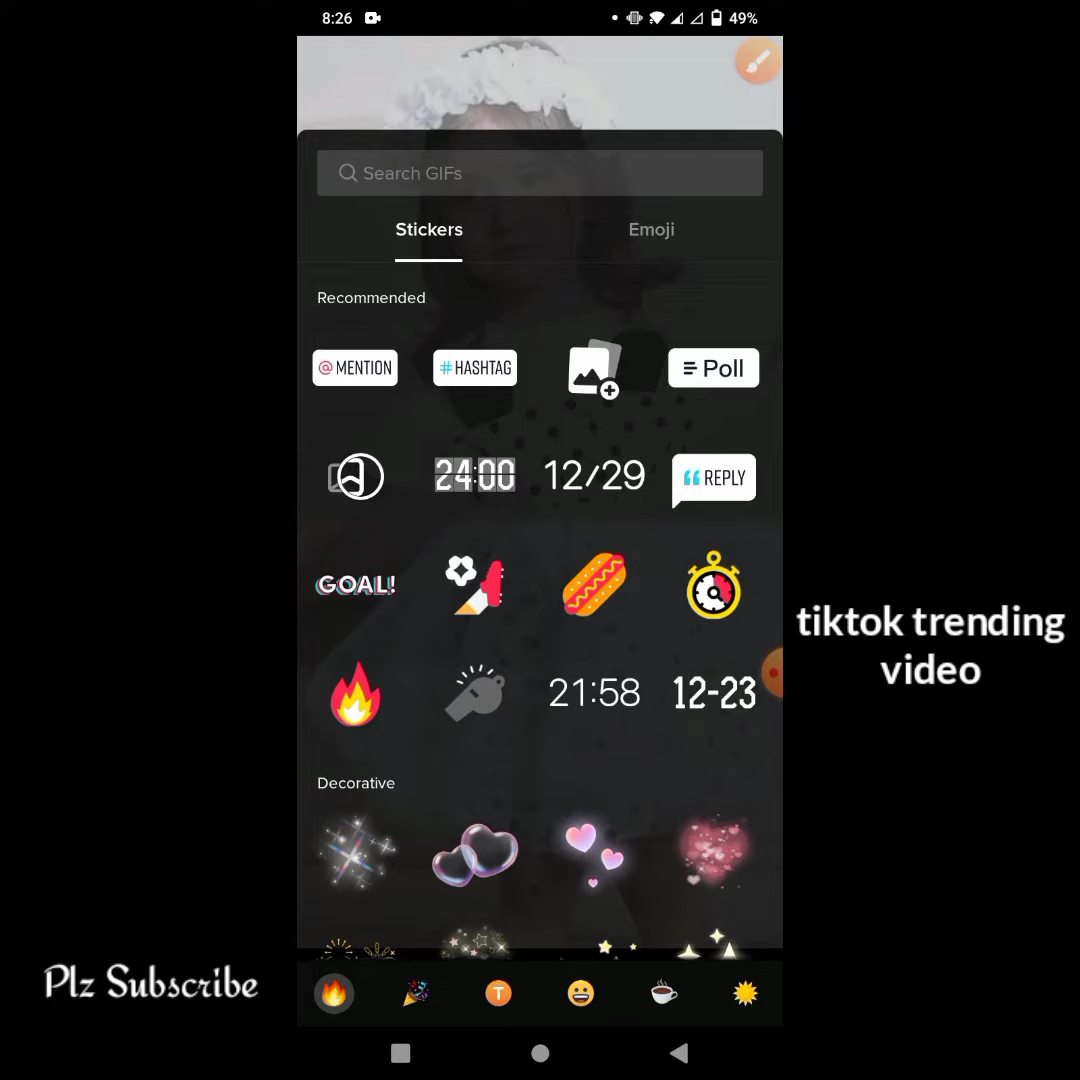 8:26
49%
Search GIFs
Stickers
Emoji
Recommended
@ MENTION
# HASHTAG
Poll
24:00
12/29
REPLY
GOAL!
21:58
12-23
Decorative
T
tiktok trending
video
Plz Subscribe